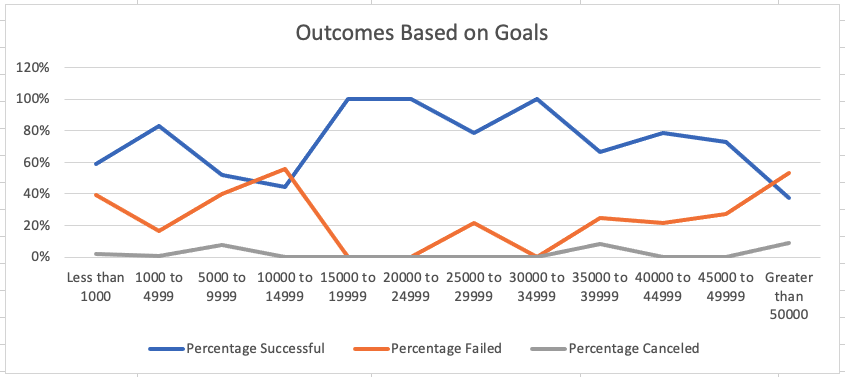 Outcomes Based on Goals
120%
100%
80%
60%
40%
20%
0%
Less than 1000 to 5000 to 10000 to 15000 to 20000 to 25000 to 30000 to 35000 to 40000 to 45000 to Greater
1000 4999 9999 14999 19999 24999 29999 34999 39999 44999 49999 than
50000
Percentage Successful Percentage Failed Percentage Canceled